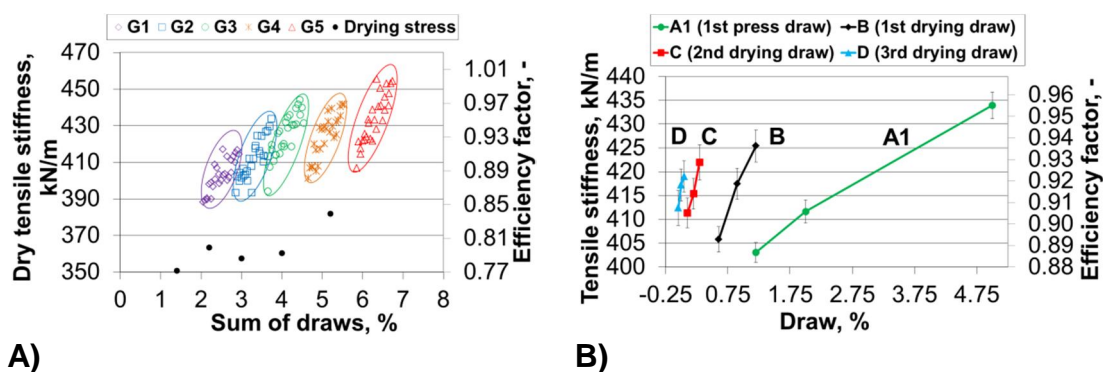 G1 G2 G3 G4 G5 Drying stress
Dry tensile stiffness,
kN/m
470
450
430
410
390
370
350
1.01
0.97
0.93
0.89
0.85
0.81
0.77
Efficiency factor, -
0 1 2 3 4 5 6 7 8
Sum of draws, %
A)
A1 (1st press draw) B (1st drying draw)
C (2nd drying draw) D (3rd drying draw)
Tensile stiffness, kN/m
440
435
430
425
420
415
410
405
400
D C B A1
0.96
0.95
0.94
0.93
0.92
0.91
0.90
0.89
0.88
Efficiency factor, -
-0.25 0.75 1.75 2.75 3.75 4.75
Draw, %
B)